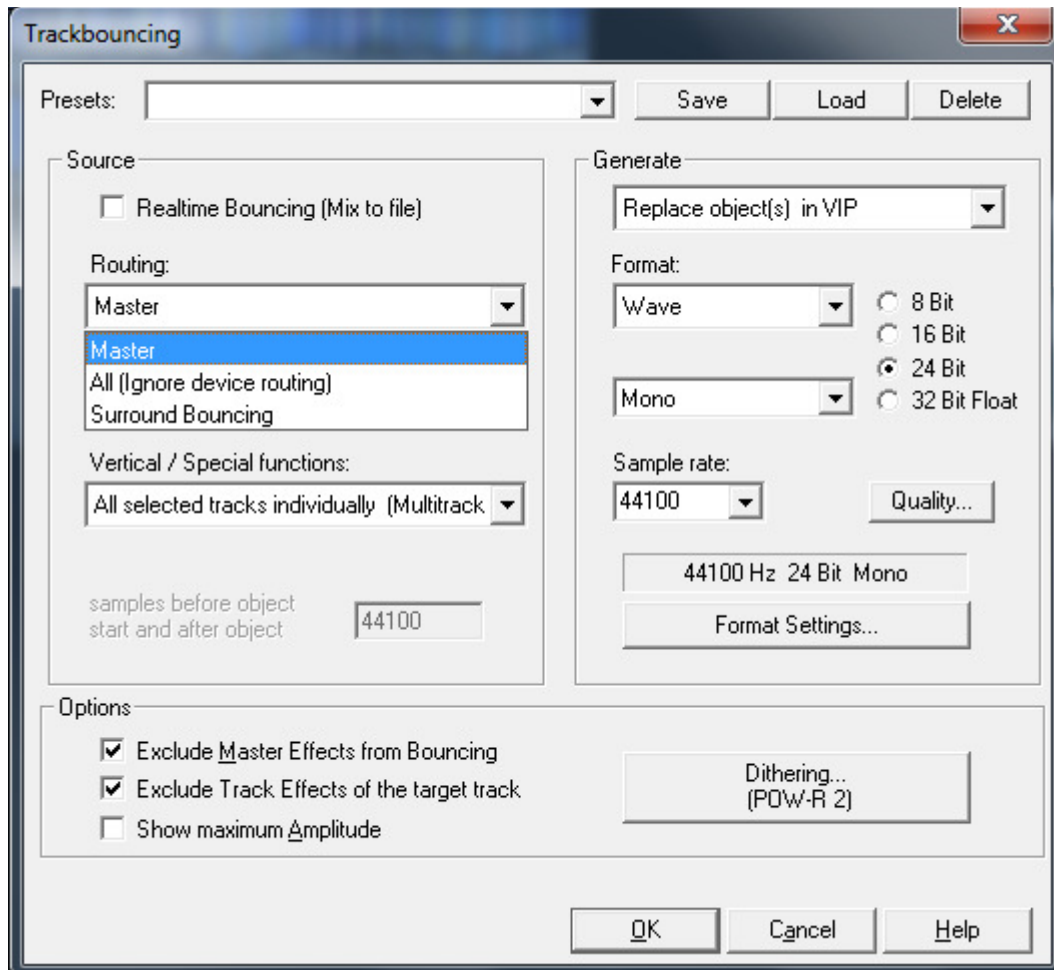 Trackbouncing
Presets:
Save
Load
Delete
Source
Realtime Bouncing (Mix to file)
Routing:
Master
Master
All (Ignore device routing)
Surround Bouncing
Vertical / Special functions:
All selected tracks individually (Multitrack
samples before object
start and after object
44100
Generate
Replace object(s) in VIP
Format:
Wave
8 Bit
16 Bit
24 Bit
32 Bit Float
Mono
Sample rate:
44100
Quality...
44100 Hz 24 Bit Mono
Format Settings...
Options
Exclude Master Effects from Bouncing
Exclude Track Effects of the target track
Show maximum Amplitude
Dithering...
(POW-R 2)
OK
Cancel
Help